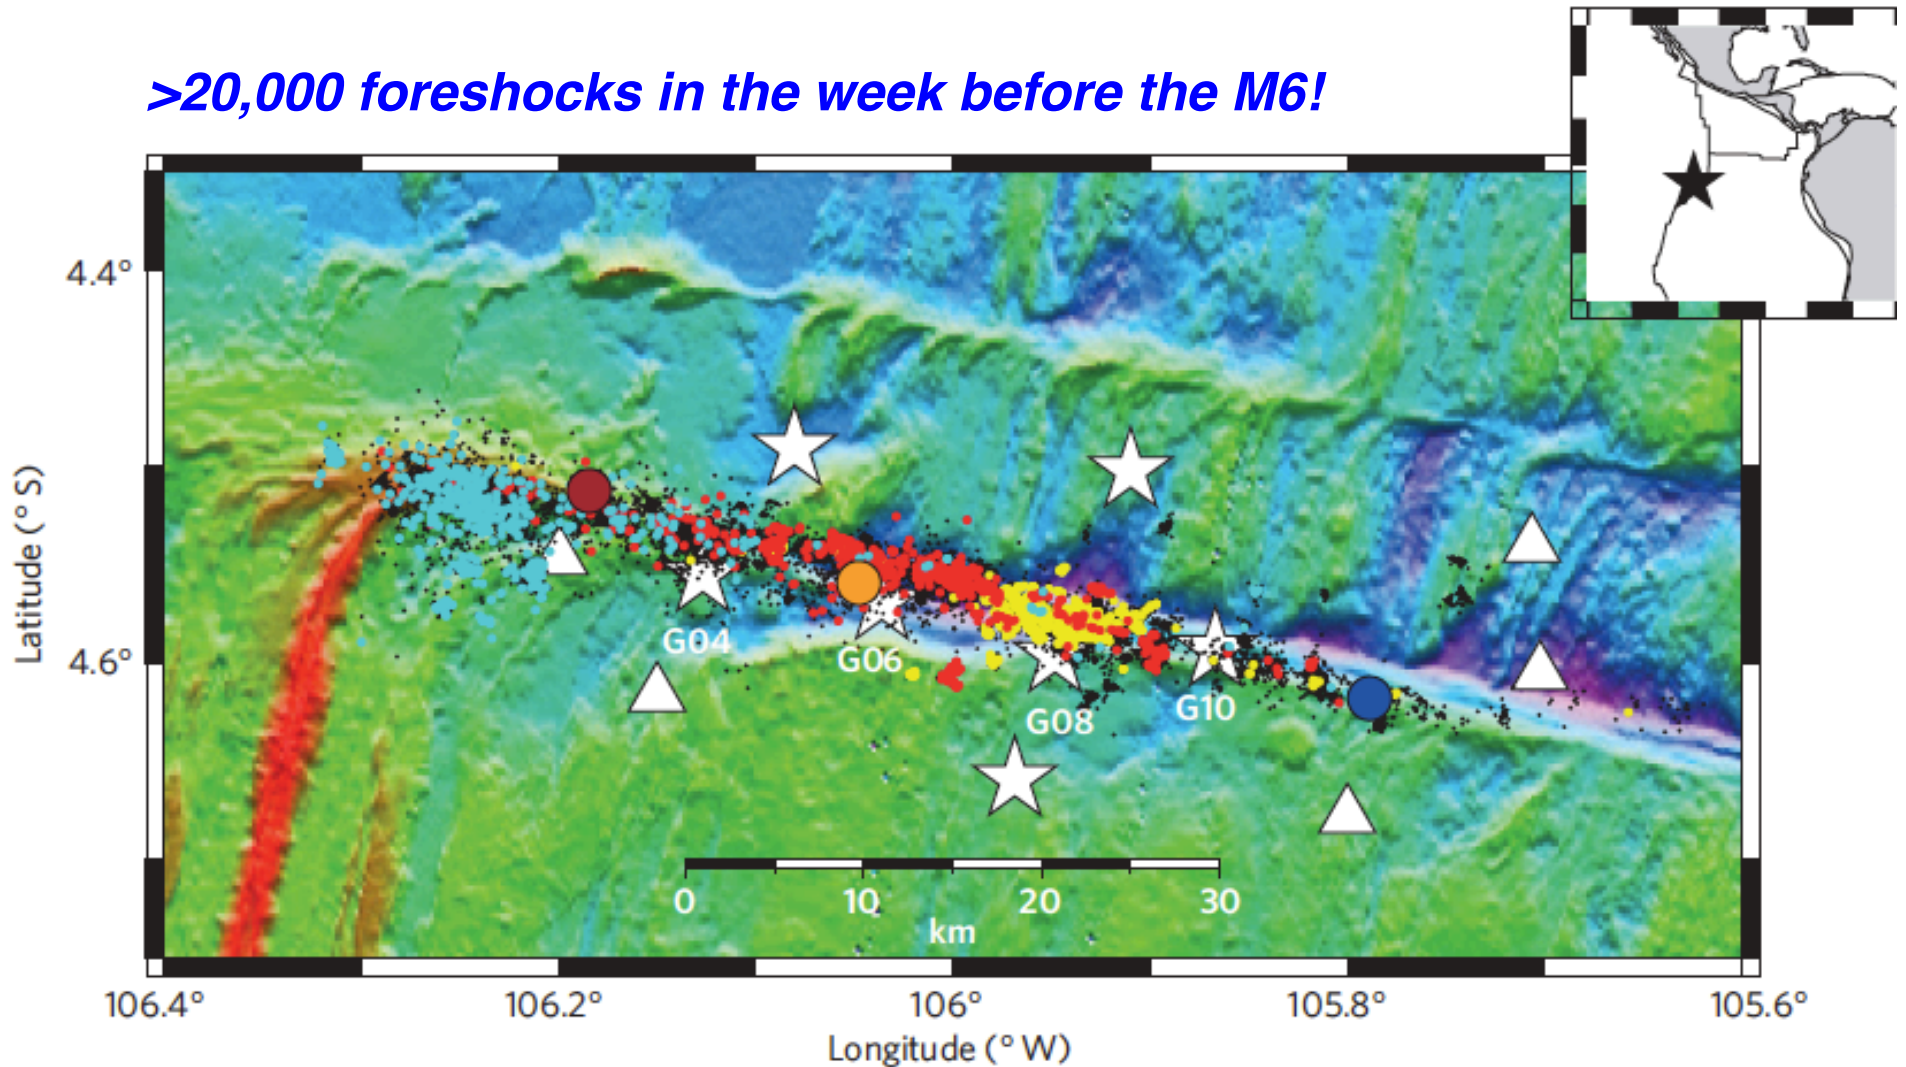 >20,000 foreshocks in the week before the M6!
4.4°
4.6°
Latitude (° S)
G04
G06
G08
G10
0 10 20 30
km
106.4° 106.2° 106° 105.8° 105.6°
Longitude (° W)